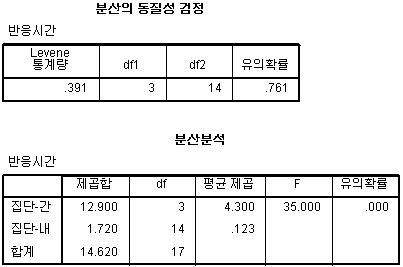 분산의 동질성 검정
반응시간
Levene 통계량 df1 df2 유의확률
.391 3 14 .761
분산분석
반응시간
제곱합 df 평균 제곱 F 유의확률
집단-간 12.900 3 4.300 35.000 .000
집단-내 1.720 14 .123
합계 14.620 17